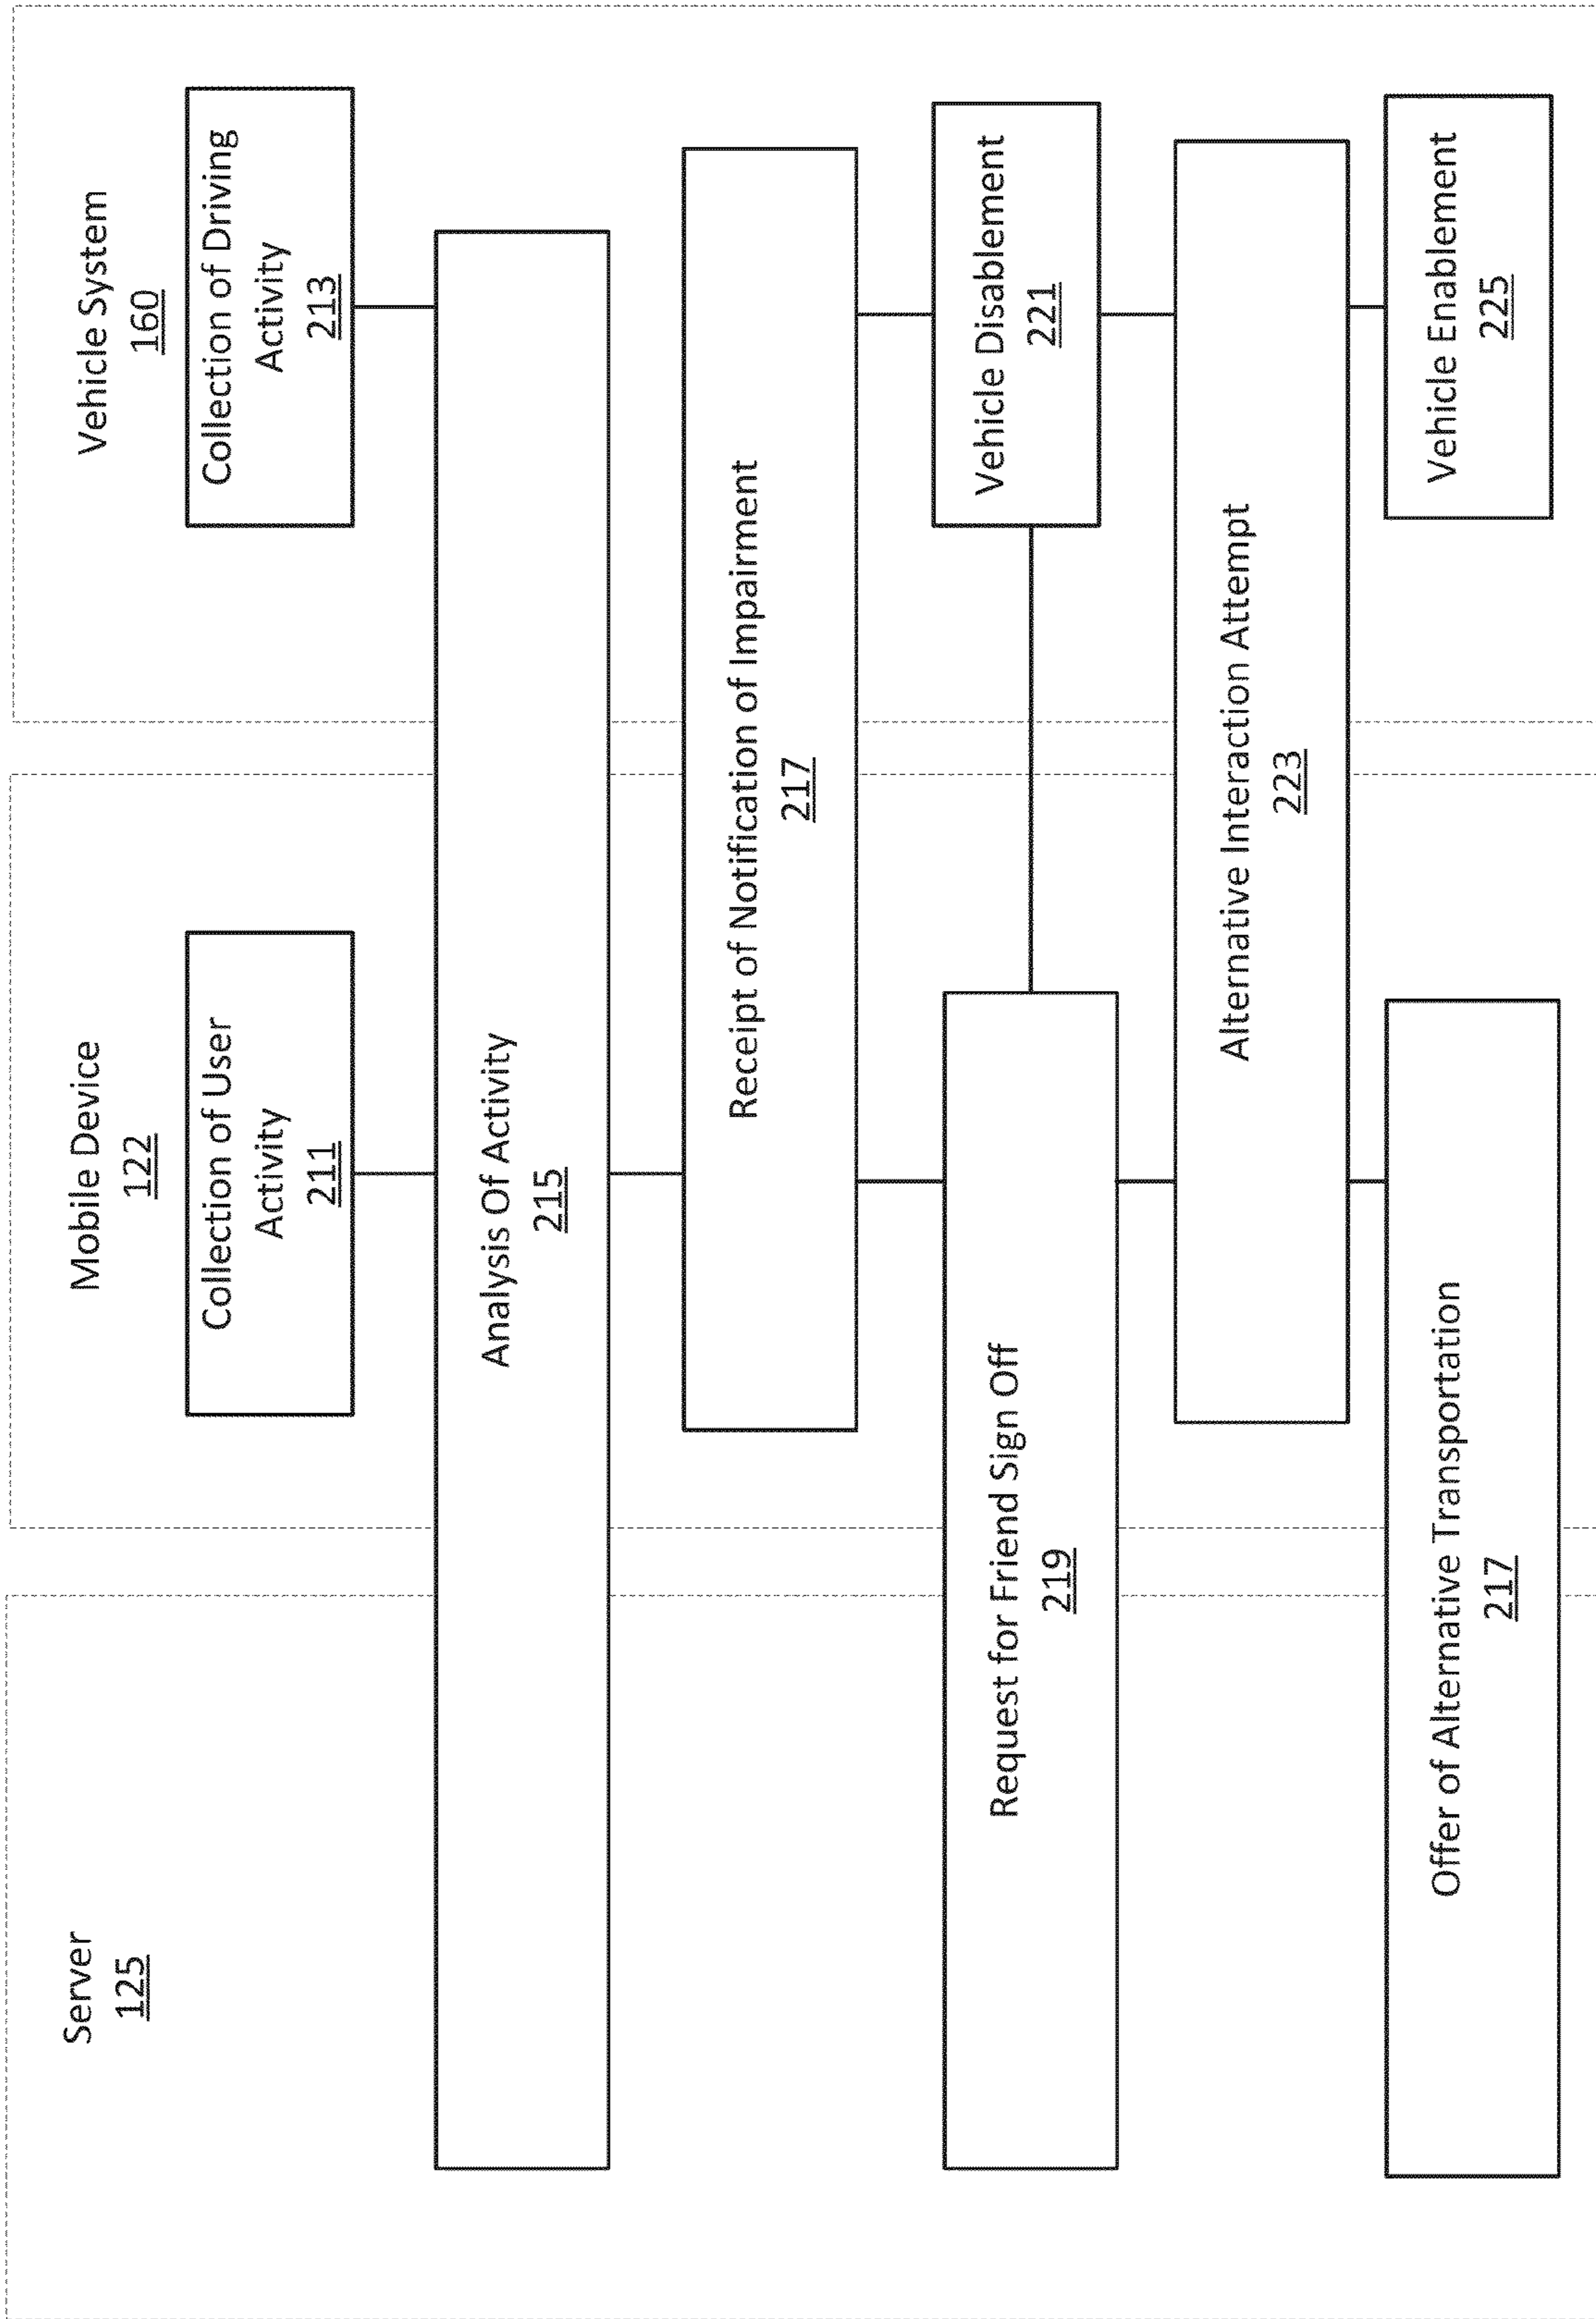 Server
125
Mobile Device
122
Vehicle System
160
Collection of User
Activity
211
Collection of Driving
Activity
213
Analysis Of Activity
215
Receipt of Notification of Impairment
217
Request for Friend Sign Off
219
Vehicle Disablement
221
Alternative Interaction Attempt
223
Offer of Alternative Transportation
217
Vehicle Enablement
225